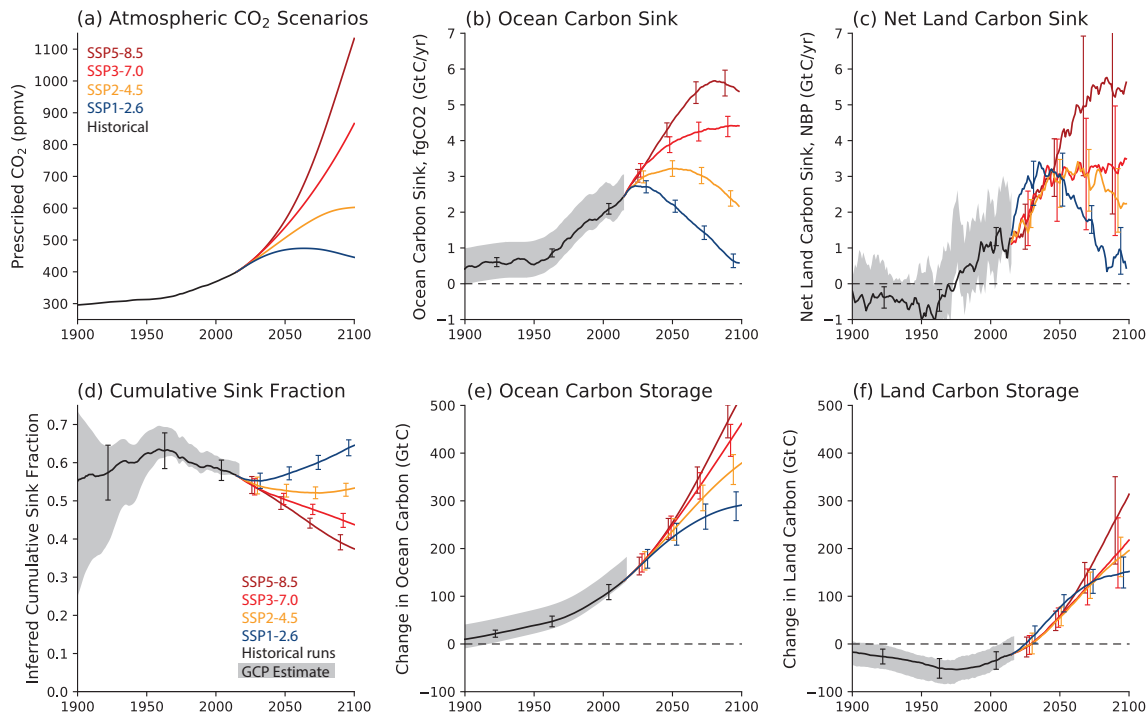 (a) Atmospheric CO₂ Scenarios
Prescribed CO₂ (ppmv)
1100
1000
900
800
700
600
500
400
300
SSP5-8.5
SSP3-7.0
SSP2-4.5
SSP1-2.6
Historical
1900 1950 2000 2050 2100
(b) Ocean Carbon Sink
Ocean Carbon Sink, fgCO2 (Gt C/yr)
7
6
5
4
3
2
1
0
−1
1900 1950 2000 2050 2100
(c) Net Land Carbon Sink
Net Land Carbon Sink, NBP (Gt C/yr)
7
6
5
4
3
2
1
0
−1
1900 1950 2000 2050 2100
(d) Cumulative Sink Fraction
Inferred Cumulative Sink Fraction
0.7
0.6
0.5
0.4
0.3
0.2
0.1
0.0
SSP5-8.5
SSP3-7.0
SSP2-4.5
SSP1-2.6
Historical runs
GCP Estimate
1900 1950 2000 2050 2100
(e) Ocean Carbon Storage
Change in Ocean Carbon (Gt C)
500
400
300
200
100
0
−100
1900 1950 2000 2050 2100
(f) Land Carbon Storage
Change in Land Carbon (Gt C)
500
400
300
200
100
0
−100
1900 1950 2000 2050 2100